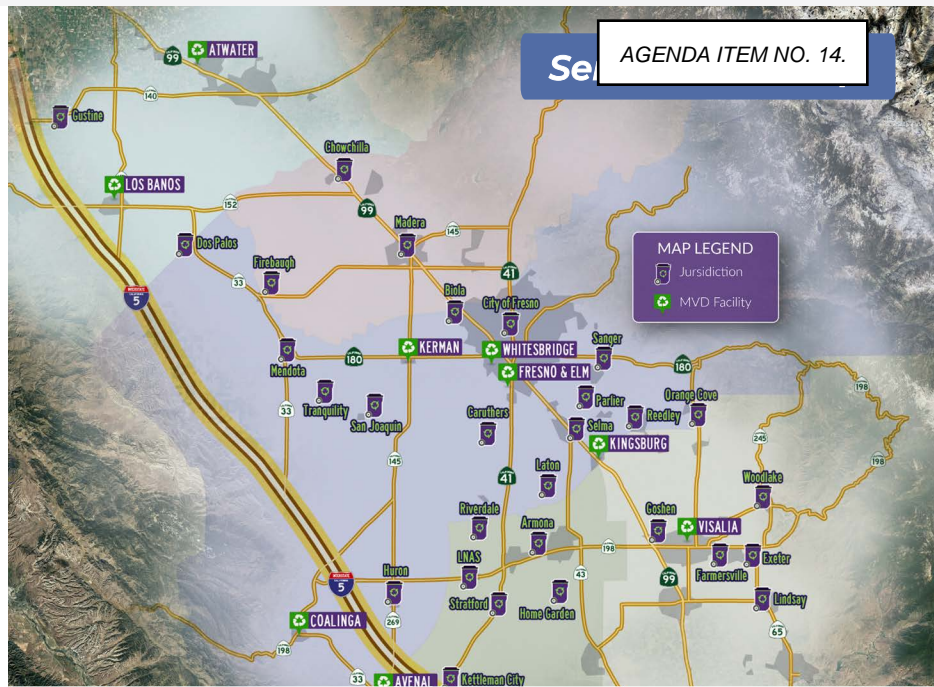 AGENDA ITEM NO. 14.
Sel
ATWATER
99
140
Gustine
Chowchilla
LOS BANOS
152
99
Madera
145
Dos Palos
Firebaugh
33
41
MAP LEGEND
Jursidiction
MVD Facility
INTERSTATE
5
Biola
City of Fresno
KERMAN
WHITESBRIDGE
Sanger
Mendota
180
FRESNO & ELM
180
198
Tranquility
San Joaquin
33
Caruthers
Parlier
Reedley
Orange Cove
Selma
KINGSBURG
245
198
145
41
Laton
Woodlake
Riverdale
Armona
Goshen
VISALIA
198
LNAS
Farmersville
Exeter
INTERSTATE
5
Huron
43
99
Stratford
Home Garden
Lindsay
COALINGA
269
65
198
33
AVENAL
Kettleman City